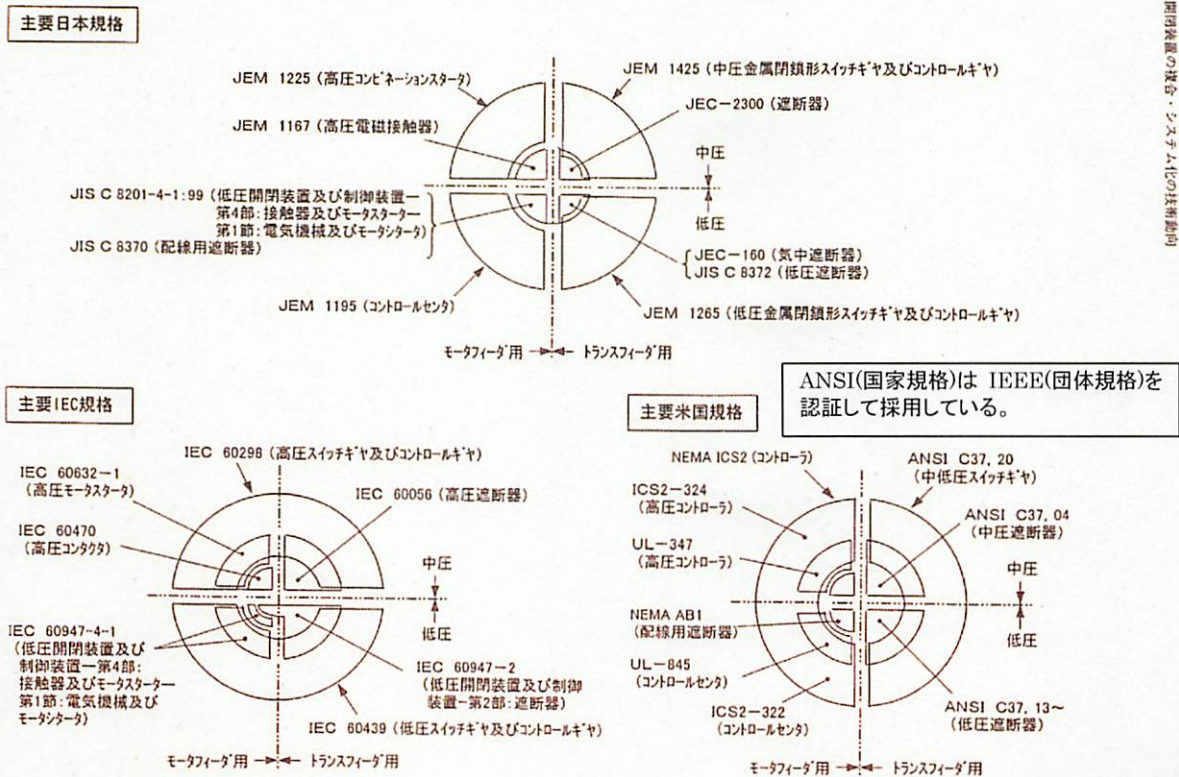 開閉装置の複合・システム化の技術動向
主要日本規格
JEM 1225 (高圧コンビネーションスタータ)
JEM 1425 (中圧金属閉鎖形スイッチギヤ及びコントロールギヤ)
JEC-2300 (遮断器)
JEM 1167 (高圧電磁接触器)
中圧
低圧
JIS C 8201-4-1:99 (低圧開閉装置及び制御装置ー
第4部:接触器及びモータスターター
第1節:電気機械及びモータシタータ)
JIS C 8370 (配線用遮断器)
JEC-160 (気中遮断器)
JIS C 8372 (低圧遮断器)
JEM 1195 (コントロールセンタ)
JEM 1265 (低圧金属閉鎖形スイッチギヤ及びコントロールギヤ)
モータフィーダ用
トランスフィーダ用
ANSI(国家規格)は IEEE(団体規格)を
認証して採用している。
主要IEC規格
IEC 60298 (高圧スイッチギヤ及びコントロールギヤ)
IEC 60632-1
(高圧モータスタータ)
IEC 60056 (高圧遮断器)
IEC 60470
(高圧コンタクタ)
中圧
低圧
IEC 60947-4-1
(低圧開閉装置及び
制御装置ー第4部:
接触器及びモータスターター
第1節:電気機械及び
モータシタータ)
IEC 60947-2
(低圧開閉装置及び制御
装置-第2部:遮断器)
IEC 60439 (低圧スイッチギヤ及びコントロールギヤ)
モータフィーダ用
トランスフィーダ用
主要米国規格
NEMA ICS2 (コントローラ)
ANSI C37, 20
(中低圧スイッチギヤ)
ICS2-324
(高圧コントローラ)
ANSI C37, 04
(中圧遮断器)
UL-347
(高圧コントローラ)
中圧
低圧
NEMA AB1
(配線用遮断器)
UL-845
(コントロールセンタ)
ANSI C37, 13~
(低圧遮断器)
ICS2-322
(コントロールセンタ)
モータフィーダ用
トランスフィーダ用